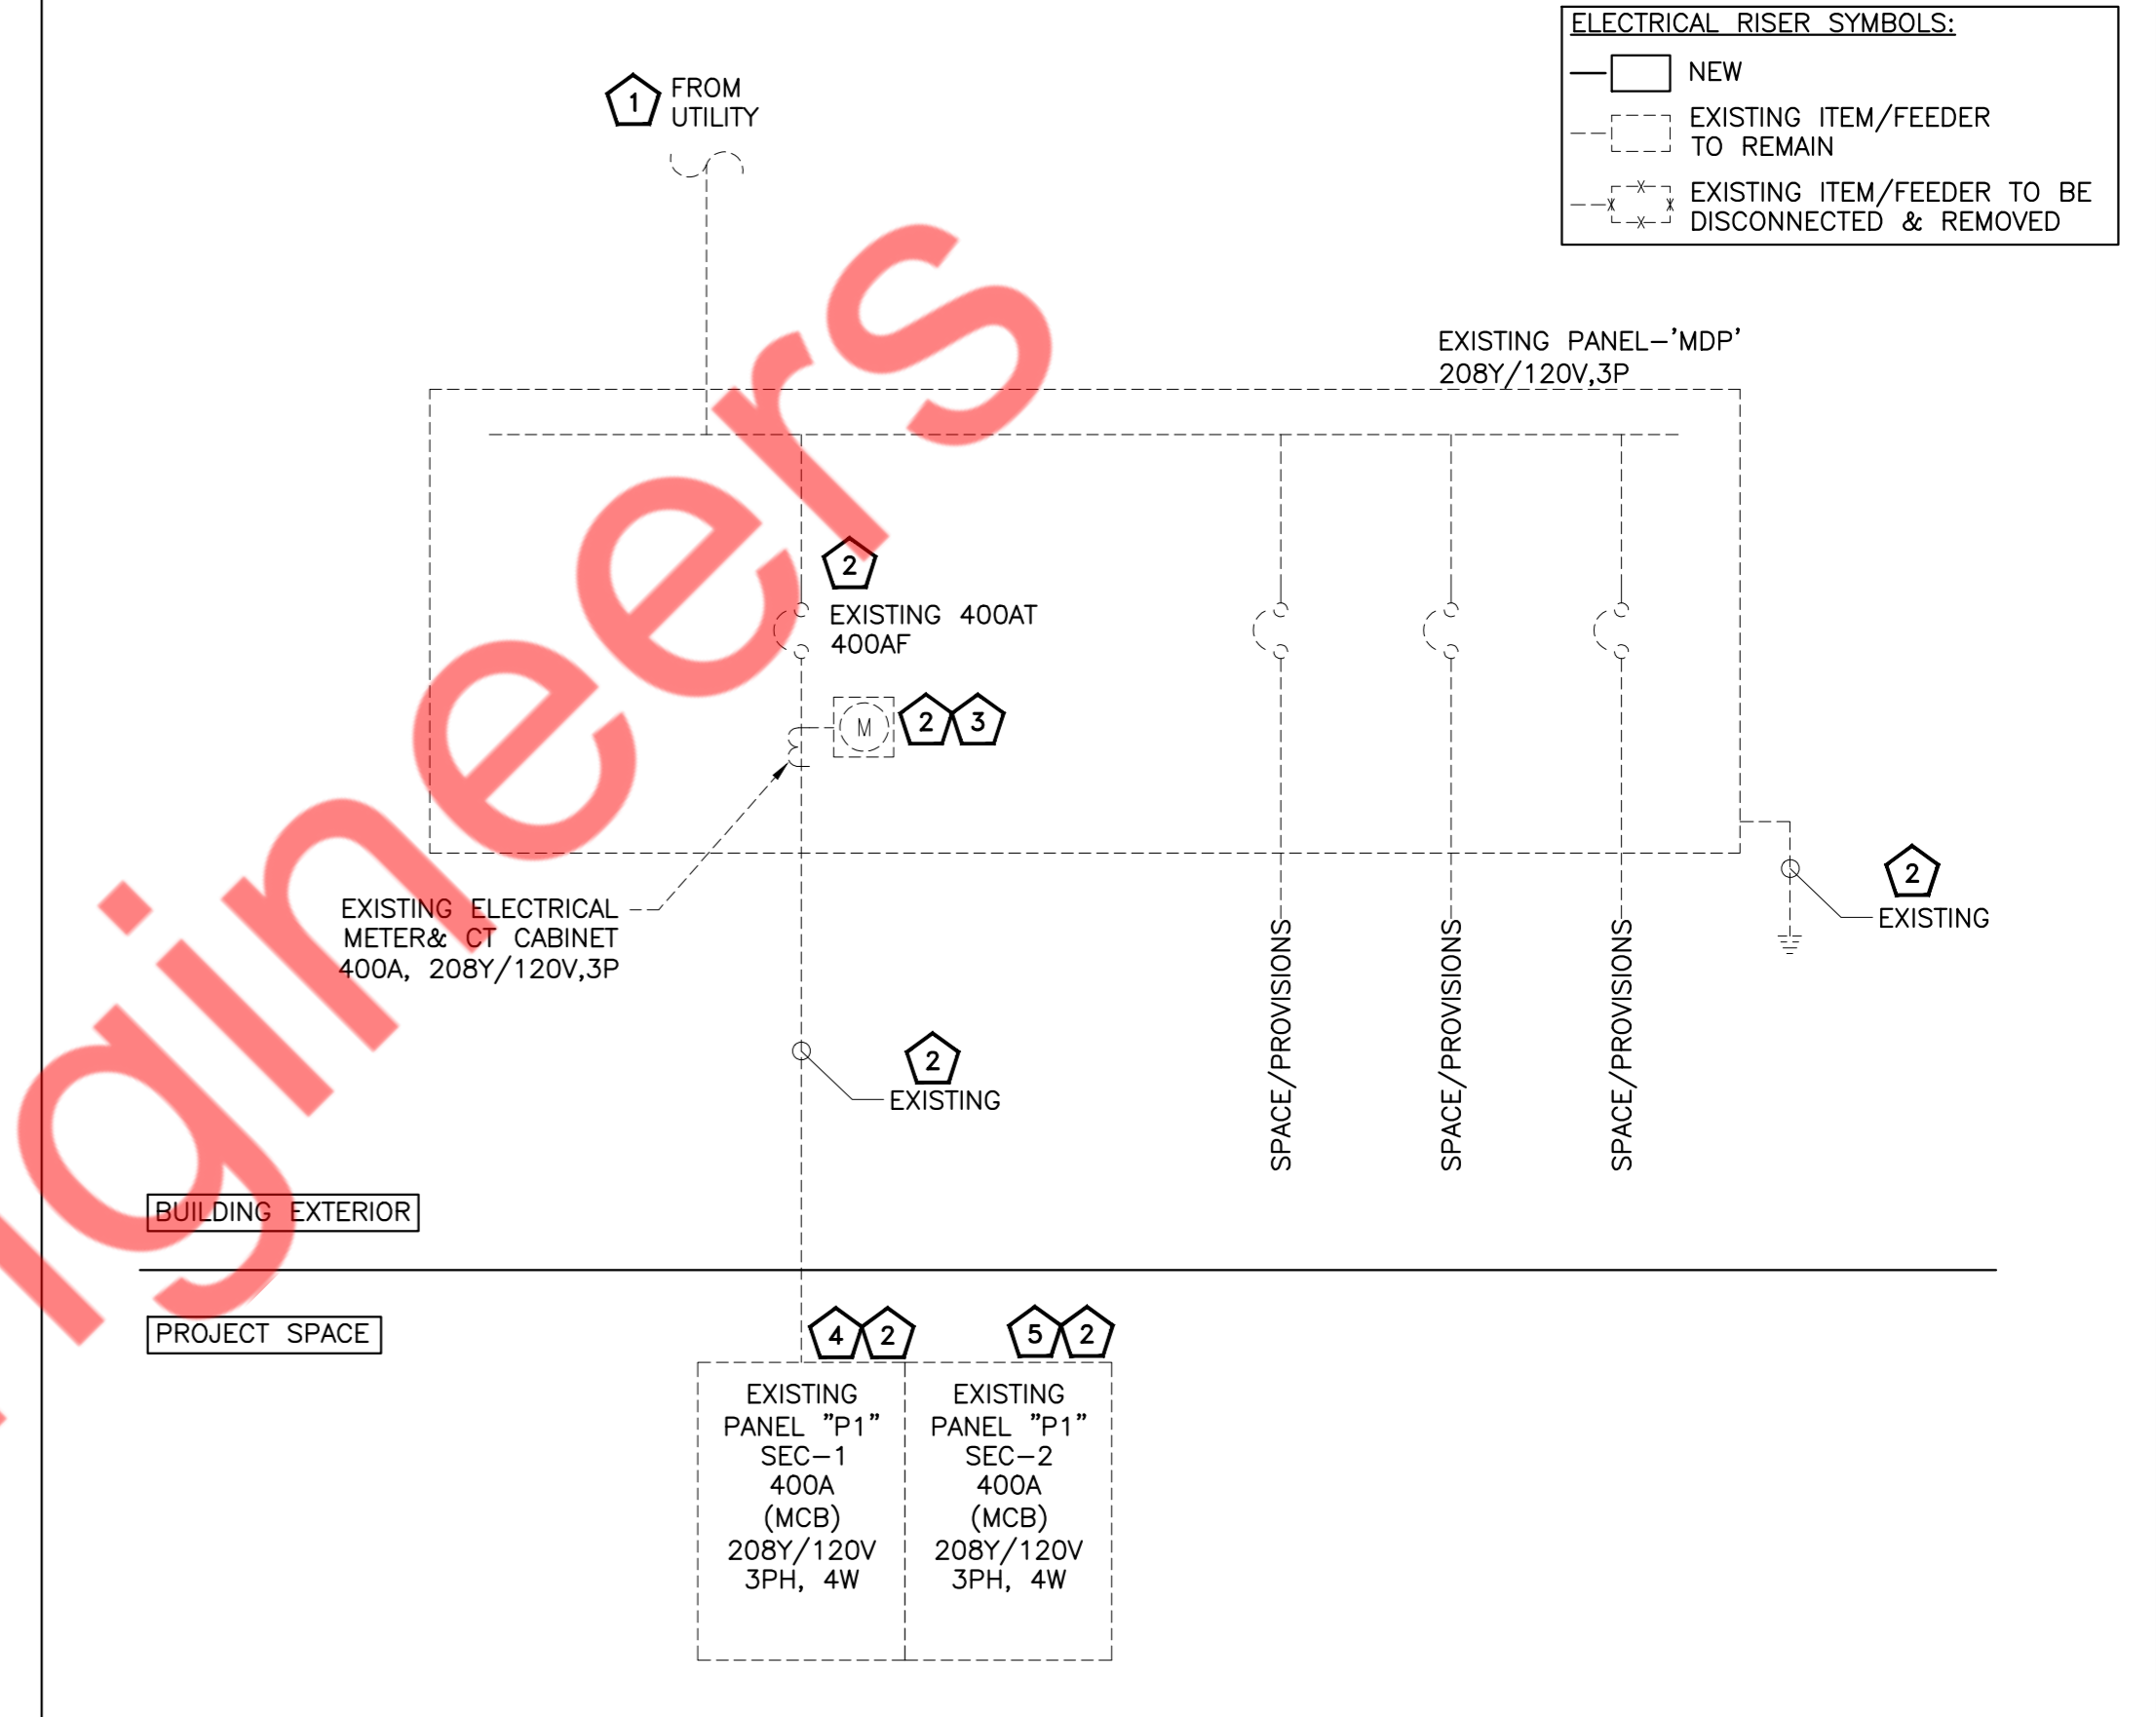 ELECTRICAL RISER SYMBOLS:
NEW
EXISTING ITEM/FEEDER
TO REMAIN
EXISTING ITEM/FEEDER TO BE
DISCONNECTED & REMOVED
1
FROM
UTILITY
EXISTING PANEL-'MDP'
208Y/120V,3P
2
EXISTING 400AT
400AF
M
2 3
EXISTING ELECTRICAL
METER& CT CABINET
400A, 208Y/120V,3P
2
EXISTING
2
EXISTING
SPACE/PROVISIONS
SPACE/PROVISIONS
SPACE/PROVISIONS
BUILDING EXTERIOR
PROJECT SPACE
4 2
5 2
EXISTING
PANEL "P1"
SEC-1
400A
(MCB)
208Y/120V
3PH, 4W
EXISTING
PANEL "P1"
SEC-2
400A
(MCB)
208Y/120V
3PH, 4W
ngineers